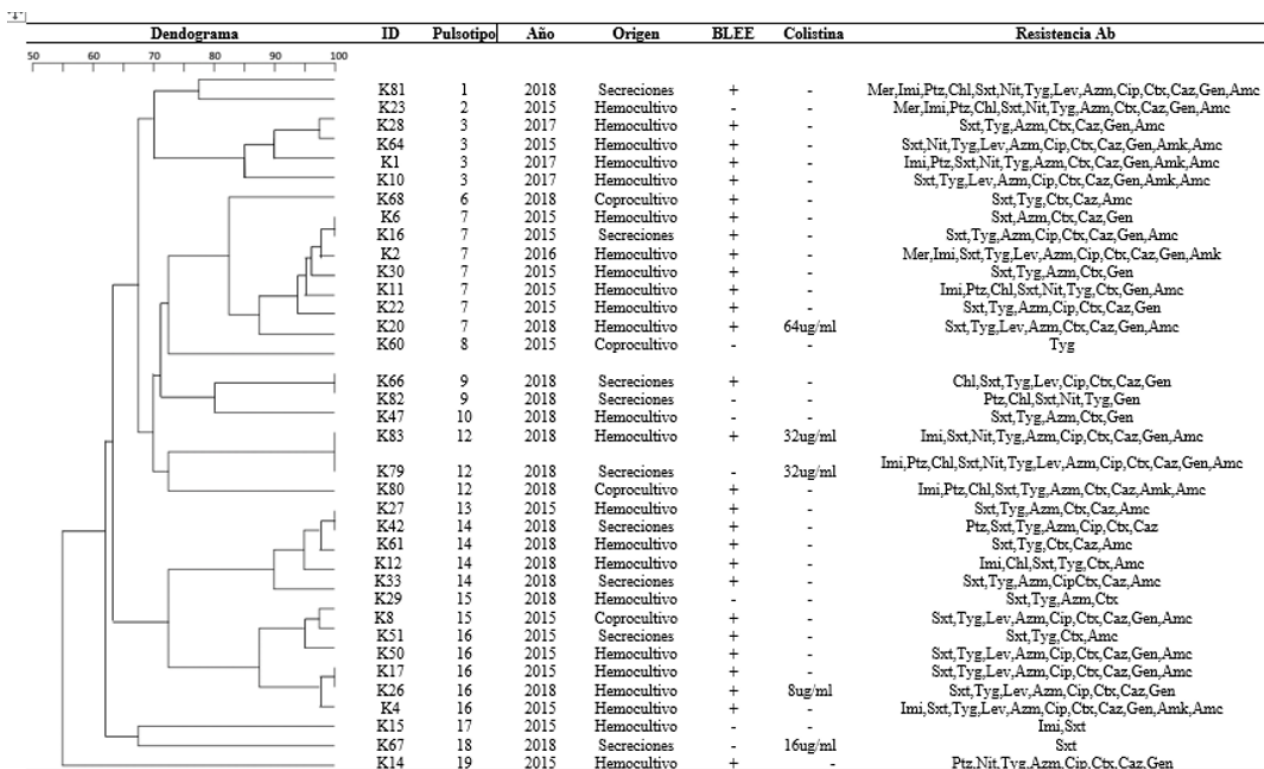 Dendograma ID Pulsotipo Año Origen BLEE Colistina Resistencia Ab
50 60 70 80 90 100
K81 1 2018 Secreciones + - Mer,Imi,Ptz,Chl,Sxt,Nit,Tyg,Lev,Azm,Cip,Ctx,Caz,Gen,Amc
K23 2 2015 Hemocultivo - - Mer,Imi,Ptz,Chl,Sxt,Nit,Tyg,Azm,Ctx,Caz,Gen,Amc
K28 3 2017 Hemocultivo + - Sxt,Tyg,Azm,Ctx,Caz,Gen,Amc
K64 3 2015 Hemocultivo + - Sxt,Nit,Tyg,Lev,Azm,Cip,Ctx,Caz,Gen,Amk,Amc
K1 3 2017 Hemocultivo + - Imi,Ptz,Sxt,Nit,Tyg,Azm,Ctx,Caz,Gen,Amk,Amc
K10 3 2017 Hemocultivo + - Sxt,Tyg,Lev,Azm,Cip,Ctx,Caz,Gen,Amk,Amc
K68 6 2018 Coprocultivo + - Sxt,Tyg,Ctx,Caz,Amc
K6 7 2015 Hemocultivo + - Sxt,Azm,Ctx,Caz,Gen
K16 7 2015 Secreciones + - Sxt,Tyg,Azm,Cip,Ctx,Caz,Gen,Amc
K2 7 2016 Hemocultivo + - Mer,Imi,Sxt,Tyg,Lev,Azm,Cip,Ctx,Caz,Gen,Amk
K30 7 2015 Hemocultivo + - Sxt,Tyg,Azm,Ctx,Gen
K11 7 2015 Hemocultivo + - Imi,Ptz,Chl,Sxt,Nit,Tyg,Ctx,Gen,Amc
K22 7 2015 Hemocultivo + - Sxt,Tyg,Azm,Cip,Ctx,Caz,Gen
K20 7 2018 Hemocultivo + 64ug/ml Sxt,Tyg,Lev,Azm,Ctx,Caz,Gen,Amc
K60 8 2015 Coprocultivo - - Tyg
K66 9 2018 Secreciones + - Chl,Sxt,Tyg,Lev,Cip,Ctx,Caz,Gen
K82 9 2018 Secreciones - - Ptz,Chl,Sxt,Nit,Tyg,Gen
K47 10 2018 Hemocultivo - - Sxt,Tyg,Azm,Ctx,Gen
K83 12 2018 Hemocultivo + 32ug/ml Imi,Sxt,Nit,Tyg,Azm,Cip,Ctx,Caz,Gen,Amc
K79 12 2018 Secreciones - 32ug/ml Imi,Ptz,Chl,Sxt,Nit,Tyg,Lev,Azm,Cip,Ctx,Caz,Gen,Amc
K80 12 2018 Coprocultivo + - Imi,Ptz,Chl,Sxt,Tyg,Azm,Ctx,Caz,Amk,Amc
K27 13 2015 Hemocultivo + - Sxt,Tyg,Azm,Ctx,Caz,Amc
K42 14 2018 Secreciones + - Ptz,Sxt,Tyg,Azm,Cip,Ctx,Caz
K61 14 2018 Hemocultivo + - Sxt,Tyg,Ctx,Caz,Amc
K12 14 2018 Hemocultivo + - Imi,Chl,Sxt,Tyg,Ctx,Amc
K33 14 2018 Secreciones + - Sxt,Tyg,Azm,CipCtx,Caz,Amc
K29 15 2018 Hemocultivo - - Sxt,Tyg,Azm,Ctx
K8 15 2015 Coprocultivo + - Sxt,Tyg,Lev,Azm,Cip,Ctx,Caz,Gen,Amc
K51 16 2015 Secreciones + - Sxt,Tyg,Ctx,Amc
K50 16 2015 Hemocultivo + - Sxt,Tyg,Lev,Azm,Cip,Ctx,Caz,Gen,Amc
K17 16 2015 Hemocultivo + - Sxt,Tyg,Lev,Azm,Cip,Ctx,Caz,Gen,Amc
K26 16 2018 Hemocultivo + 8ug/ml Sxt,Tyg,Lev,Azm,Cip,Ctx,Caz,Gen
K4 16 2015 Hemocultivo + - Imi,Sxt,Tyg,Lev,Azm,Cip,Ctx,Caz,Gen,Amk,Amc
K15 17 2015 Hemocultivo - - Imi,Sxt
K67 18 2018 Secreciones - 16ug/ml Sxt
K14 19 2015 Hemocultivo + - Ptz,Nit,Tyg,Azm,Cip,Ctx,Caz,Gen